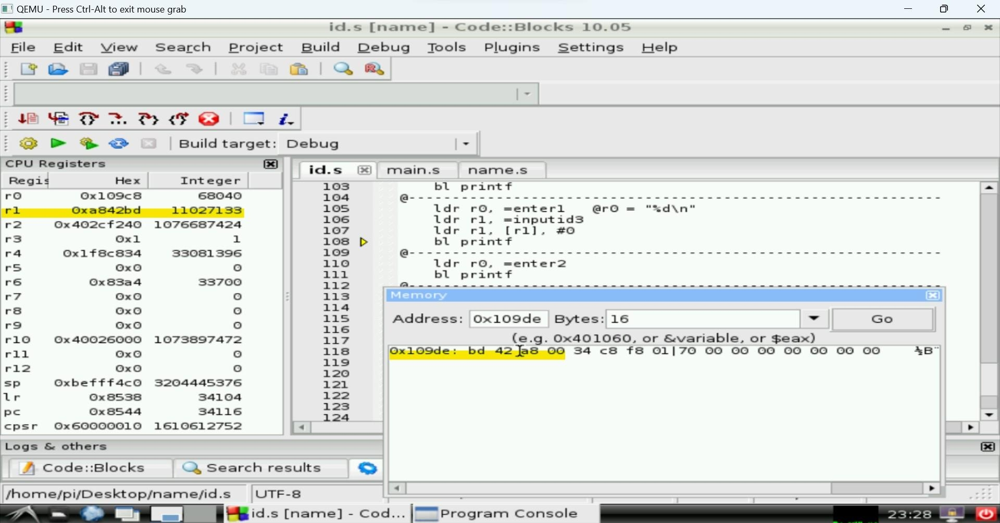 QEMU - Press Ctrl-Alt to exit mouse grab
id.s [name] - Code::Blocks 10.05
File Edit View Search Project Build Debug Tools Plugins Settings Help
Build target: Debug
CPU Registers
Regis Hex Integer
r0 0x109c8 68040
r1 0xa842bd 11027133
r2 0x402cf240 1076687424
r3 0x1 1
r4 0x1f8c834 33081396
r5 0x0 0
r6 0x83a4 33700
r7 0x0 0
r8 0x0 0
r9 0x0 0
r10 0x40026000 1073897472
r11 0x0 0
r12 0x0 0
sp 0xbefff4c0 3204445376
lr 0x8538 34104
pc 0x8544 34116
cpsr 0x60000010 1610612752
id.s main.s name.s
103 bl printf
104 @-------------------------------------------------------------
105 ldr r0, =enter1 @r0 = "%d\n"
106 ldr r1, =inputid3
107 ldr r1, [r1], #0
108 bl printf
109 @-------------------------------------------------------------
110 ldr r0, =enter2
111 bl printf
112 @-------------------------------------------------------------
113
114
115
116
117
118
119
120
121
122
123
124
Memory
Address: 0x109de Bytes: 16 Go
(e.g. 0x401060, or &variable, or $eax)
0x109de: bd 42 a8 00 34 c8 f8 01|70 00 00 00 00 00 00 00 ½B¨
Logs & others
Code::Blocks Search results
/home/pi/Desktop/name/id.s UTF-8
id.s [name] - Cod... Program Console 23:28